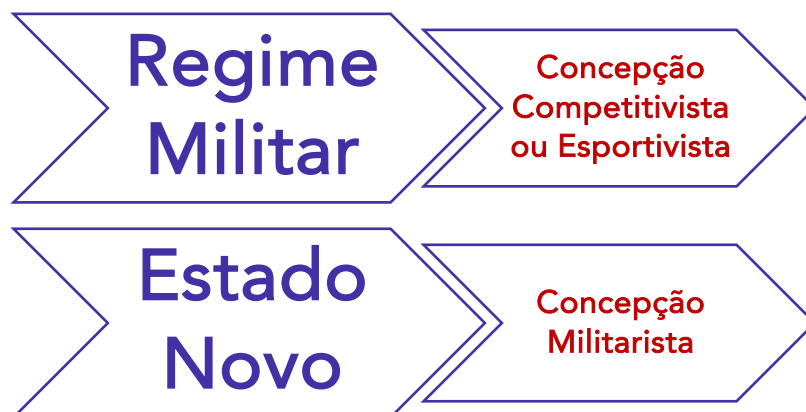 Regime
Militar
Concepção
Competitivista
ou Esportivista
Estado
Novo
Concepção
Militarista